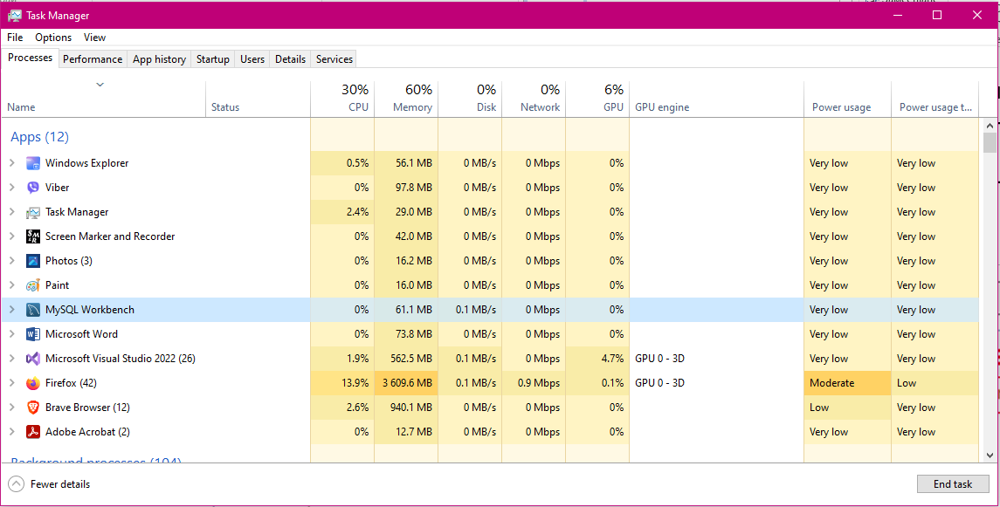 Task Manager
File Options View
Processes Performance App history Startup Users Details Services
30% 60% 0% 0% 6%
Name Status CPU Memory Disk Network GPU GPU engine Power usage Power usage t...
Apps (12)
Windows Explorer 0.5% 56.1 MB 0 MB/s 0 Mbps 0% Very low Very low
Viber 0% 97.8 MB 0 MB/s 0 Mbps 0% Very low Very low
Task Manager 2.4% 29.0 MB 0 MB/s 0 Mbps 0% Very low Very low
Screen Marker and Recorder 0% 42.0 MB 0 MB/s 0 Mbps 0% Very low Very low
Photos (3) 0% 16.2 MB 0 MB/s 0 Mbps 0% Very low Very low
Paint 0% 16.0 MB 0 MB/s 0 Mbps 0% Very low Very low
MySQL Workbench 0% 61.1 MB 0.1 MB/s 0 Mbps 0% Very low Very low
Microsoft Word 0% 73.8 MB 0 MB/s 0 Mbps 0% Very low Very low
Microsoft Visual Studio 2022 (26) 1.9% 562.5 MB 0.1 MB/s 0 Mbps 4.7% GPU 0 - 3D Very low Very low
Firefox (42) 13.9% 3 609.6 MB 0.1 MB/s 0.9 Mbps 0.1% GPU 0 - 3D Moderate Low
Brave Browser (12) 2.6% 940.1 MB 0 MB/s 0 Mbps 0% Low Very low
Adobe Acrobat (2) 0% 12.7 MB 0 MB/s 0 Mbps 0% Very low Very low
Background processes (104)
Fewer details End task